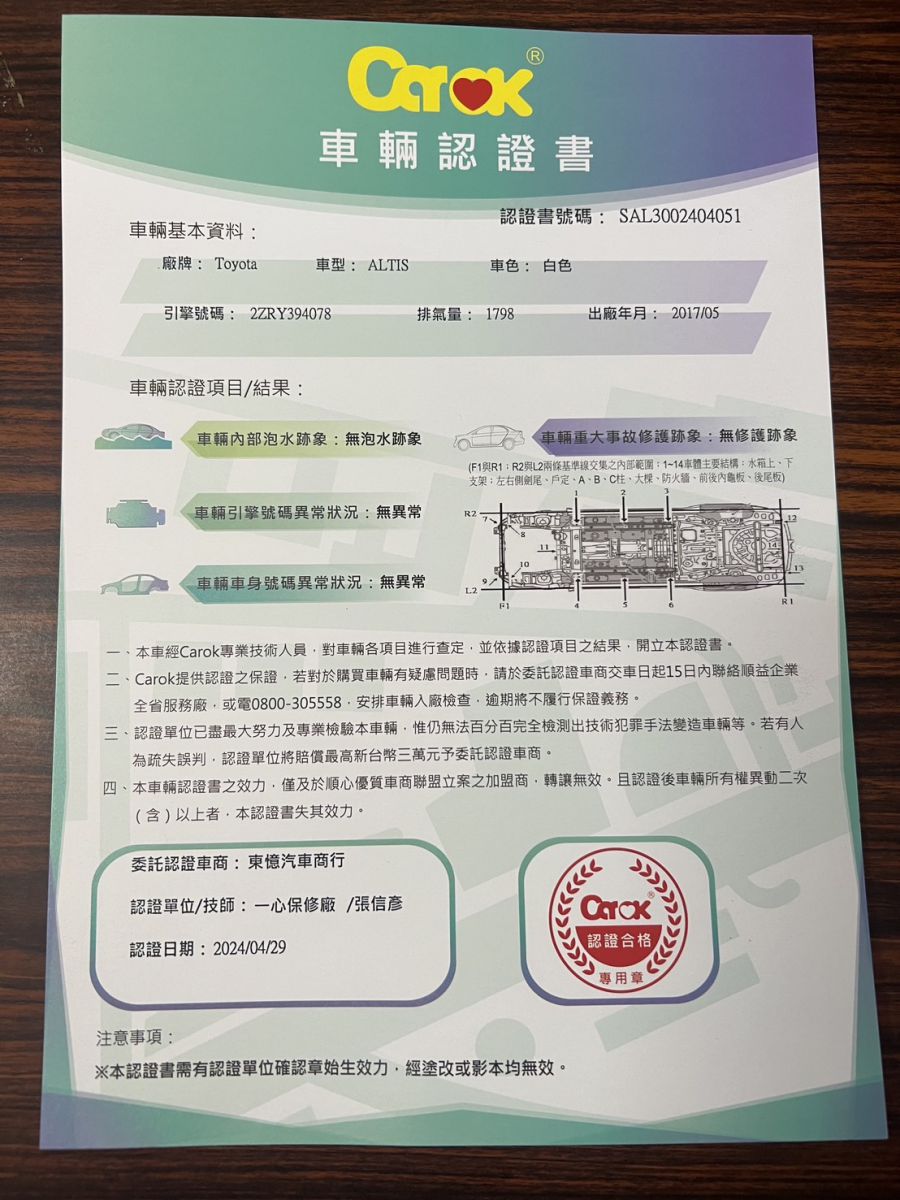 Carok®
車輛認證書
認證書號碼： SAL3002404051
車輛基本資料：
廠牌： Toyota 車型： ALTIS 車色： 白色
引擎號碼： 2ZRY394078 排氣量： 1798 出廠年月： 2017/05
車輛認證項目/結果：
車輛內部泡水跡象：無泡水跡象
車輛重大事故修護跡象：無修護跡象
(F1與R1；R2與L2兩條基準線交集之內部範圍；1~14車體主要結構：水箱上、下
支架；左右側劍尾、戶定、A、B、C柱、大樑、防火牆、前後內龜板、後尾板)
車輛引擎號碼異常狀況：無異常
車輛車身號碼異常狀況：無異常
R2 7 8 1 2 3 12
11 14
10 13
L2 9 F1 4 5 6 R1
一、本車經Carok專業技術人員，對車輛各項目進行查定，並依據認證項目之結果，開立本認證書。
二、Carok提供認證之保證，若對於購買車輛有疑慮問題時，請於委託認證車商交車日起15日內聯絡順益企業
全省服務廠，或電0800-305558，安排車輛入廠檢查，逾期將不履行保證義務。
三、認證單位已盡最大努力及專業檢驗本車輛，惟仍無法百分百完全檢測出技術犯罪手法變造車輛等。若有人
為疏失誤判，認證單位將賠償最高新台幣三萬元予委託認證車商。
四、本車輛認證書之效力，僅及於順心優質車商聯盟立案之加盟商，轉讓無效。且認證後車輛所有權異動二次
(含)以上者，本認證書失其效力。
委託認證車商：東憶汽車商行
認證單位/技師：一心保修廠 /張信彥
認證日期：2024/04/29
Carok®
認證合格
專用章
注意事項：
※本認證書需有認證單位確認章始生效力，經塗改或影本均無效。